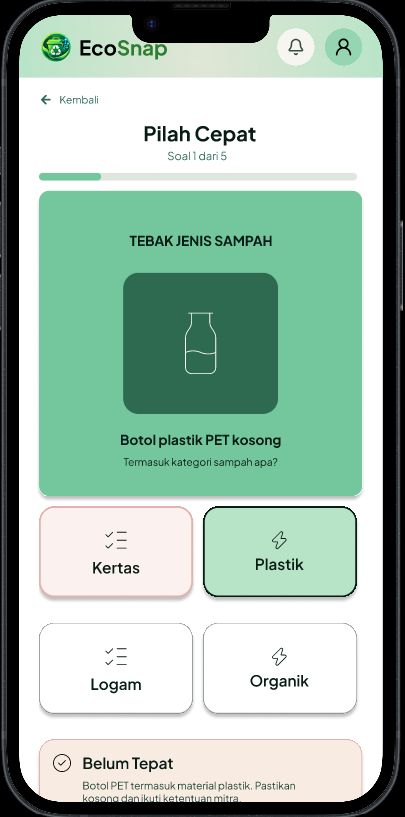 EcoSnap
Kembali
Pilah Cepat
Soal 1 dari 5
TEBAK JENIS SAMPAH
Botol plastik PET kosong
Termasuk kategori sampah apa?
Kertas
Plastik
Logam
Organik
Belum Tepat
Botol PET termasuk material plastik. Pastikan
kosong dan ikuti ketentuan mitra.